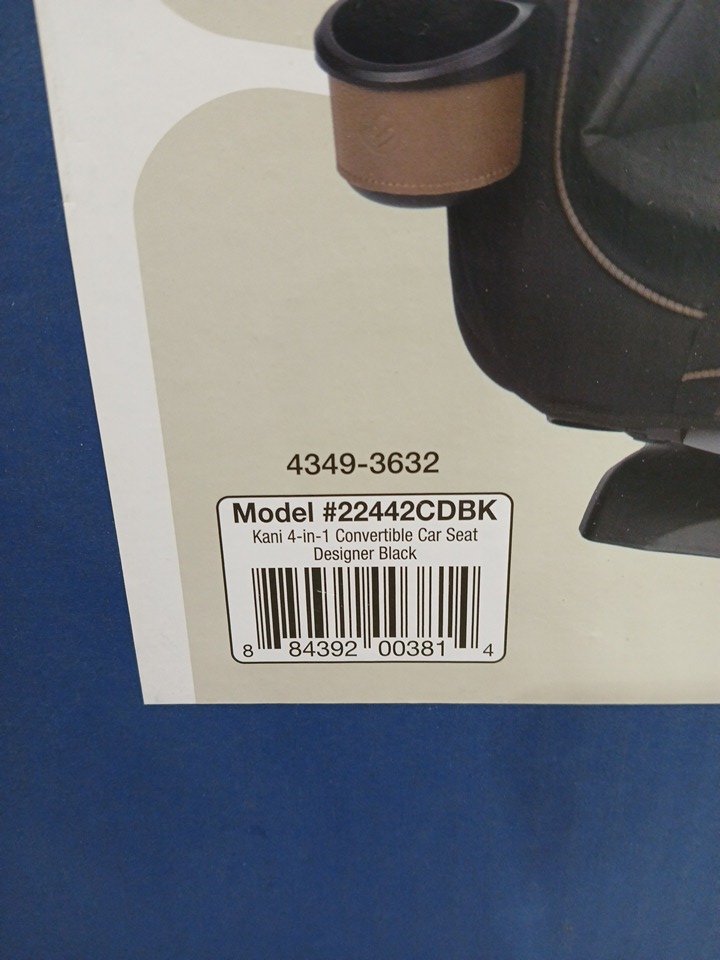 4349-3632
Model #22442CDBK
Kani 4-in-1 Convertible Car Seat
Designer Black
8 84392 00381 4